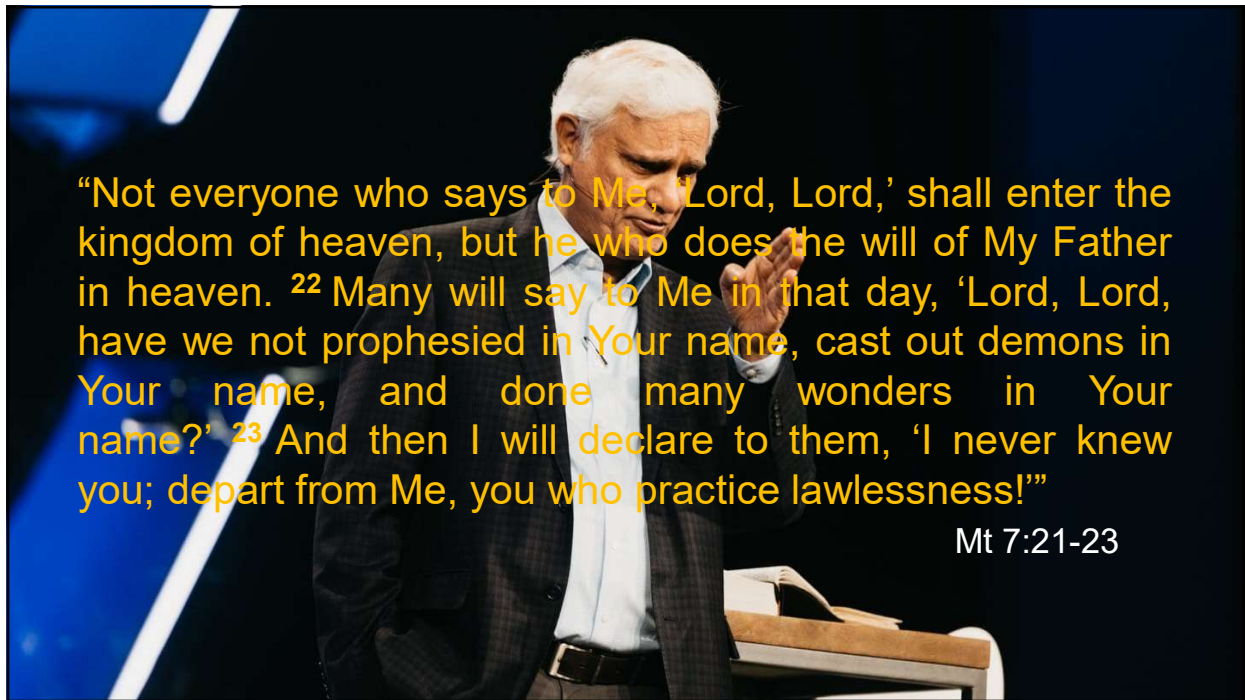 “Not everyone who says to Me, ‘Lord, Lord,’ shall enter the
kingdom of heaven, but he who does the will of My Father
in heaven. 22 Many will say to Me in that day, ‘Lord, Lord,
have we not prophesied in Your name, cast out demons in
Your name, and done many wonders in Your
name?’ 23 And then I will declare to them, ‘I never knew
you; depart from Me, you who practice lawlessness!’”
Mt 7:21-23